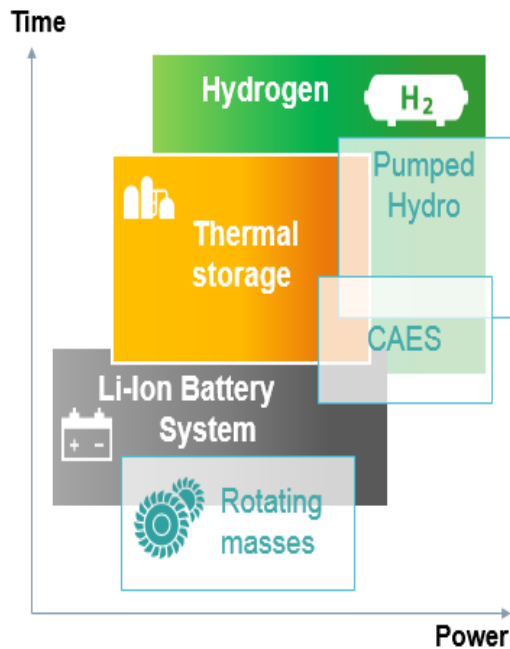 Time
Hydrogen
H₂
Pumped
Hydro
Thermal
storage
CAES
Li-Ion Battery
System
+ −
Rotating
masses
Power